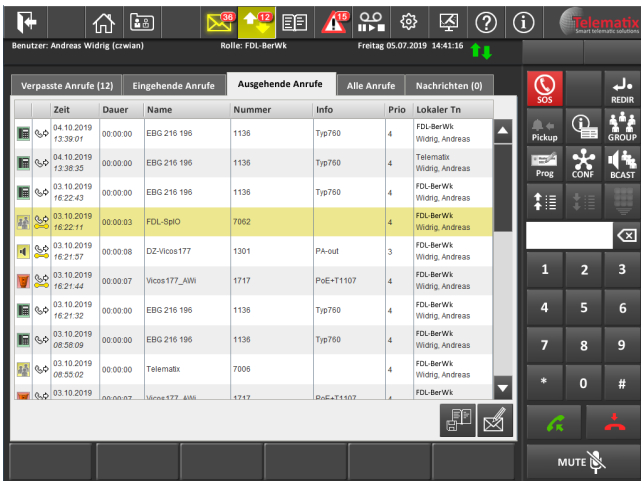 36 12 15 ? i Telematix
Smart telematic solutions
Benutzer: Andreas Widrig (czwian) Rolle: FDL-BerWk Freitag 05.07.2019 14:41:16
Verpasste Anrufe (12) Eingehende Anrufe Ausgehende Anrufe Alle Anrufe Nachrichten (0)
Zeit Dauer Name Nummer Info Prio Lokaler Tn
04.10.2019 13:39:01 00:00:00 EBG 216 196 1136 Typ760 4 FDL-BerWk Widrig, Andreas
04.10.2019 13:38:35 00:00:00 EBG 216 196 1136 Typ760 4 Telematix Widrig, Andreas
03.10.2019 16:22:43 00:00:00 EBG 216 196 1136 Typ760 4 FDL-BerWk Widrig, Andreas
03.10.2019 16:22:11 00:00:03 FDL-SpIO 7062 4 FDL-BerWk Widrig, Andreas
03.10.2019 16:21:57 00:00:08 DZ-Vicos177 1301 PA-out 3 FDL-BerWk Widrig, Andreas
03.10.2019 16:21:44 00:00:07 Vicos177_AWi 1717 PoE+T1107 4 FDL-BerWk Widrig, Andreas
03.10.2019 16:21:32 00:00:00 EBG 216 196 1136 Typ760 4 FDL-BerWk Widrig, Andreas
03.10.2019 08:58:09 00:00:00 EBG 216 196 1136 Typ760 4 FDL-BerWk Widrig, Andreas
03.10.2019 08:55:02 00:00:00 Telematix 7006 4 FDL-BerWk Widrig, Andreas
03.10.2019 00:00:07 Vicos177_AWi 1717 PoE+T1107 4 FDL-BerWk
SOS REDIR
Pickup GROUP
Prog CONF BCAST
1 2 3
4 5 6
7 8 9
* 0 #
MUTE